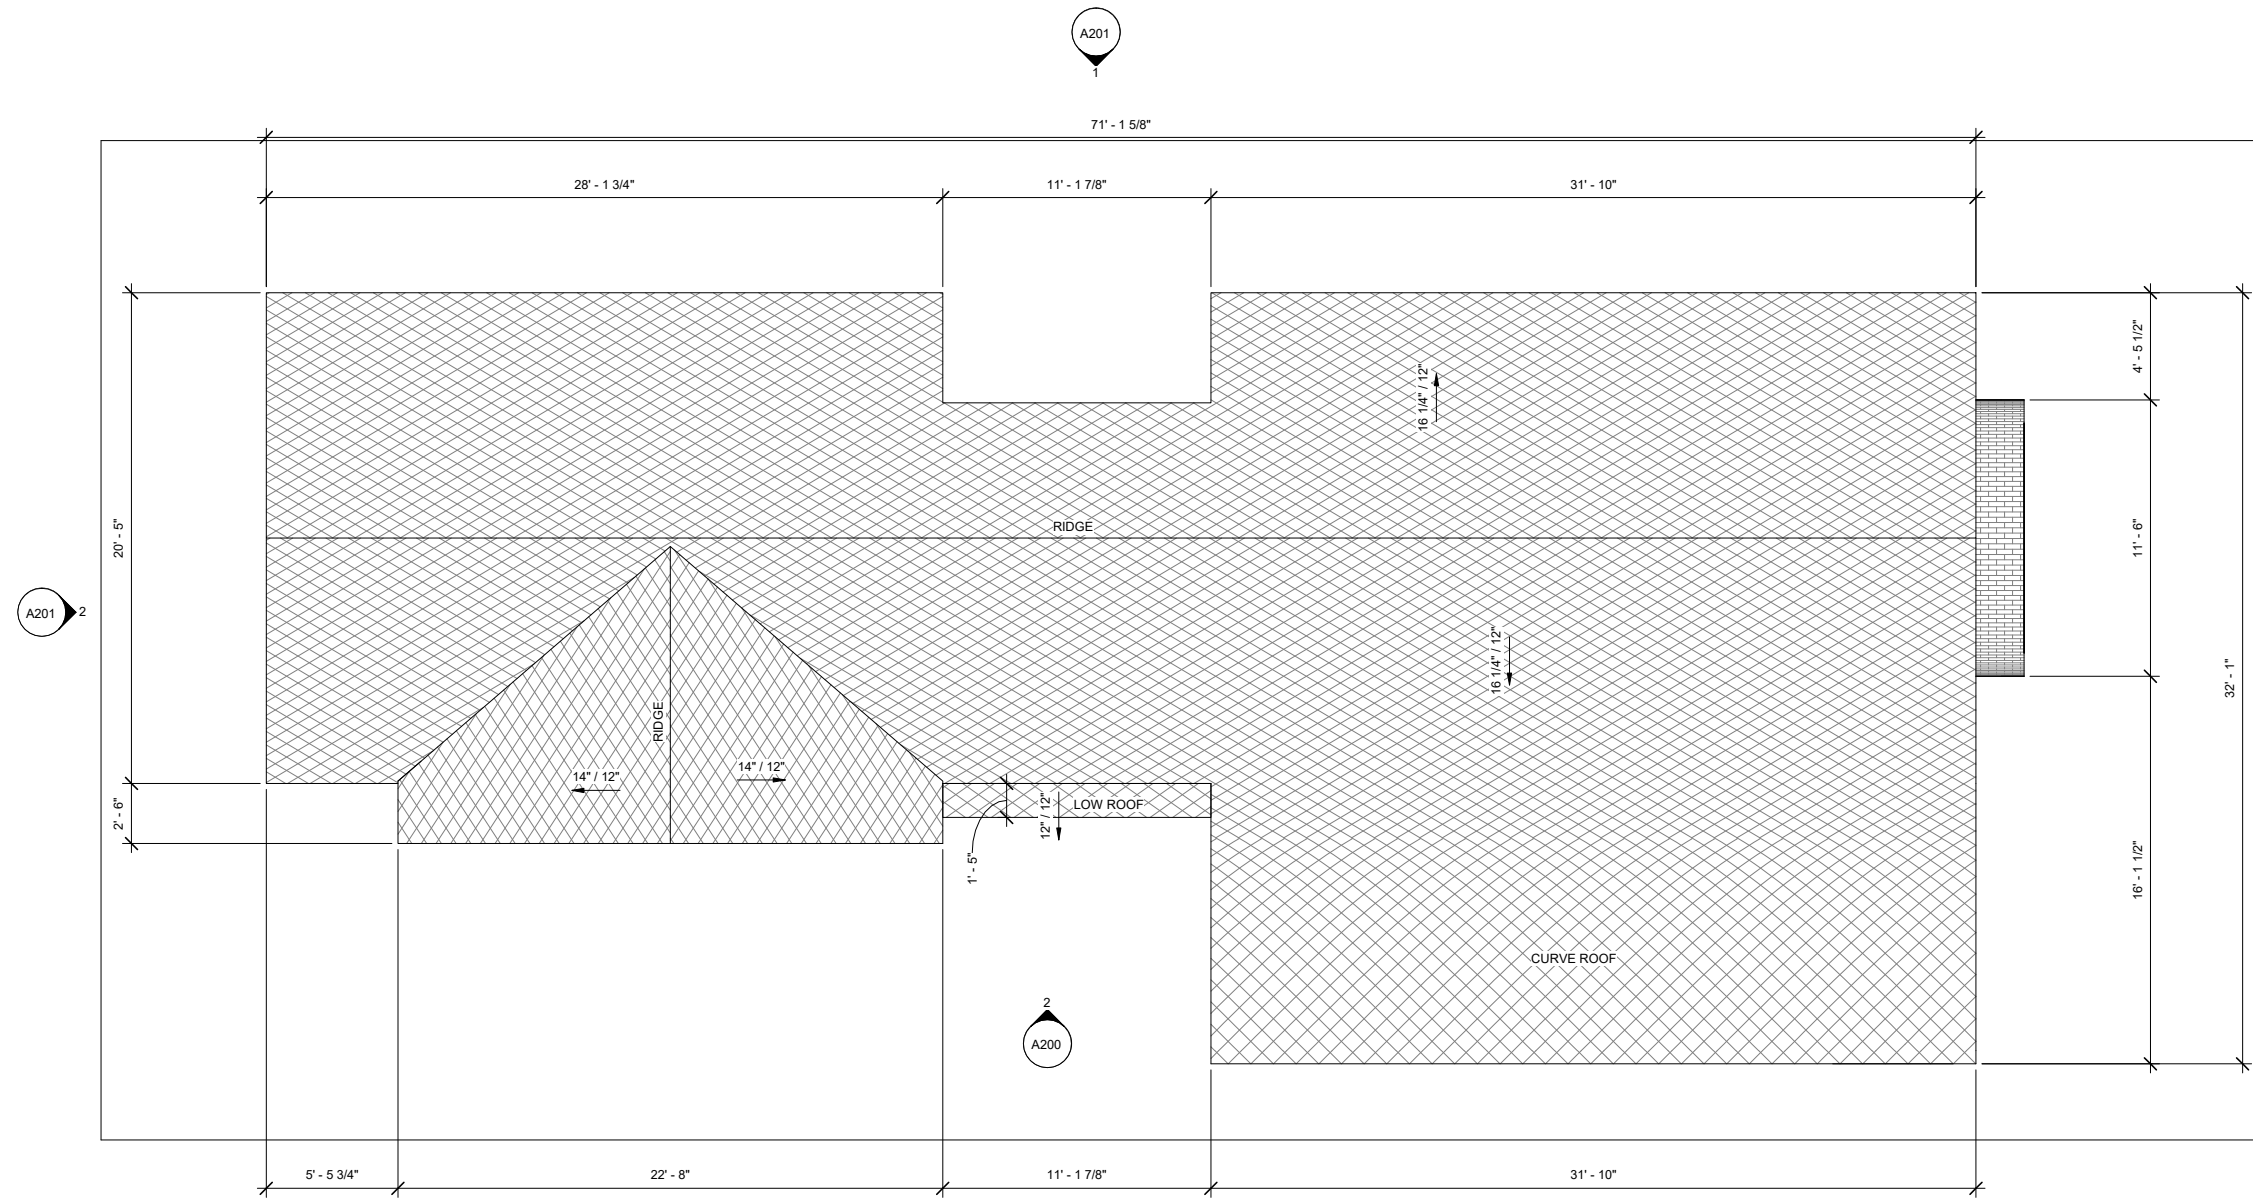 A201
1
71' - 1 5/8"
28' - 1 3/4"
11' - 1 7/8"
31' - 10"
4' - 5 1/2"
16 1/4" / 12"
20' - 5"
RIDGE
11' - 6"
A201
2
16 1/4" / 12"
32' - 1"
RIDGE
14" / 12"
14" / 12"
2' - 6"
12" / 12"
LOW ROOF
1' - 5"
16' - 1 1/2"
CURVE ROOF
2
A200
5' - 5 3/4"
22' - 8"
11' - 1 7/8"
31' - 10"